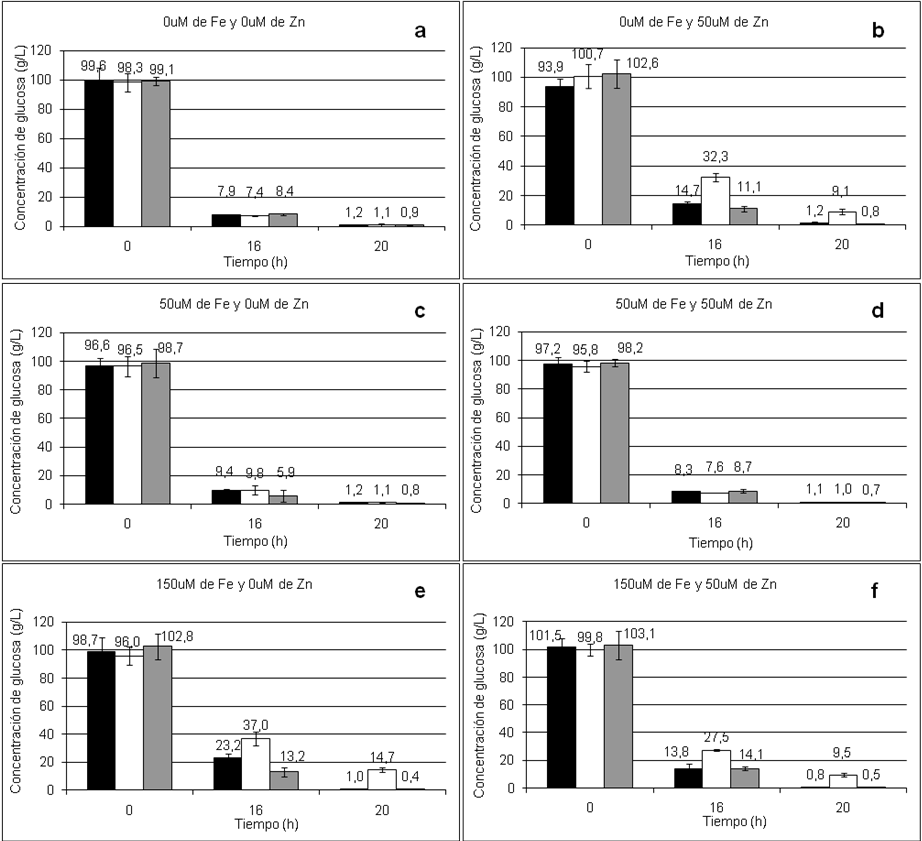 0uM de Fe y 0uM de Zn
a
Concentración de glucosa (g/L)
120
100
80
60
40
20
0
99,6 98,3 99,1
7,9 7,4 8,4
1,2 1,1 0,9
0 16 20
Tiempo (h)
0uM de Fe y 50uM de Zn
b
Concentración de glucosa (g/L)
120
100
80
60
40
20
0
93,9 100,7 102,6
14,7 32,3 11,1
1,2 9,1 0,8
0 16 20
Tiempo (h)
50uM de Fe y 0uM de Zn
c
Concentración de glucosa (g/L)
120
100
80
60
40
20
0
96,6 96,5 98,7
9,4 9,8 5,9
1,2 1,1 0,8
0 16 20
Tiempo (h)
50uM de Fe y 50uM de Zn
d
Concentración de glucosa (g/L)
120
100
80
60
40
20
0
97,2 95,8 98,2
8,3 7,6 8,7
1,1 1,0 0,7
0 16 20
Tiempo (h)
150uM de Fe y 0uM de Zn
e
Concentración de glucosa (g/L)
120
100
80
60
40
20
0
98,7 96,0 102,8
23,2 37,0 13,2
1,0 14,7 0,4
0 16 20
Tiempo (h)
150uM de Fe y 50uM de Zn
f
Concentración de glucosa (g/L)
120
100
80
60
40
20
0
101,5 99,8 103,1
13,8 27,5 14,1
0,8 9,5 0,5
0 16 20
Tiempo (h)